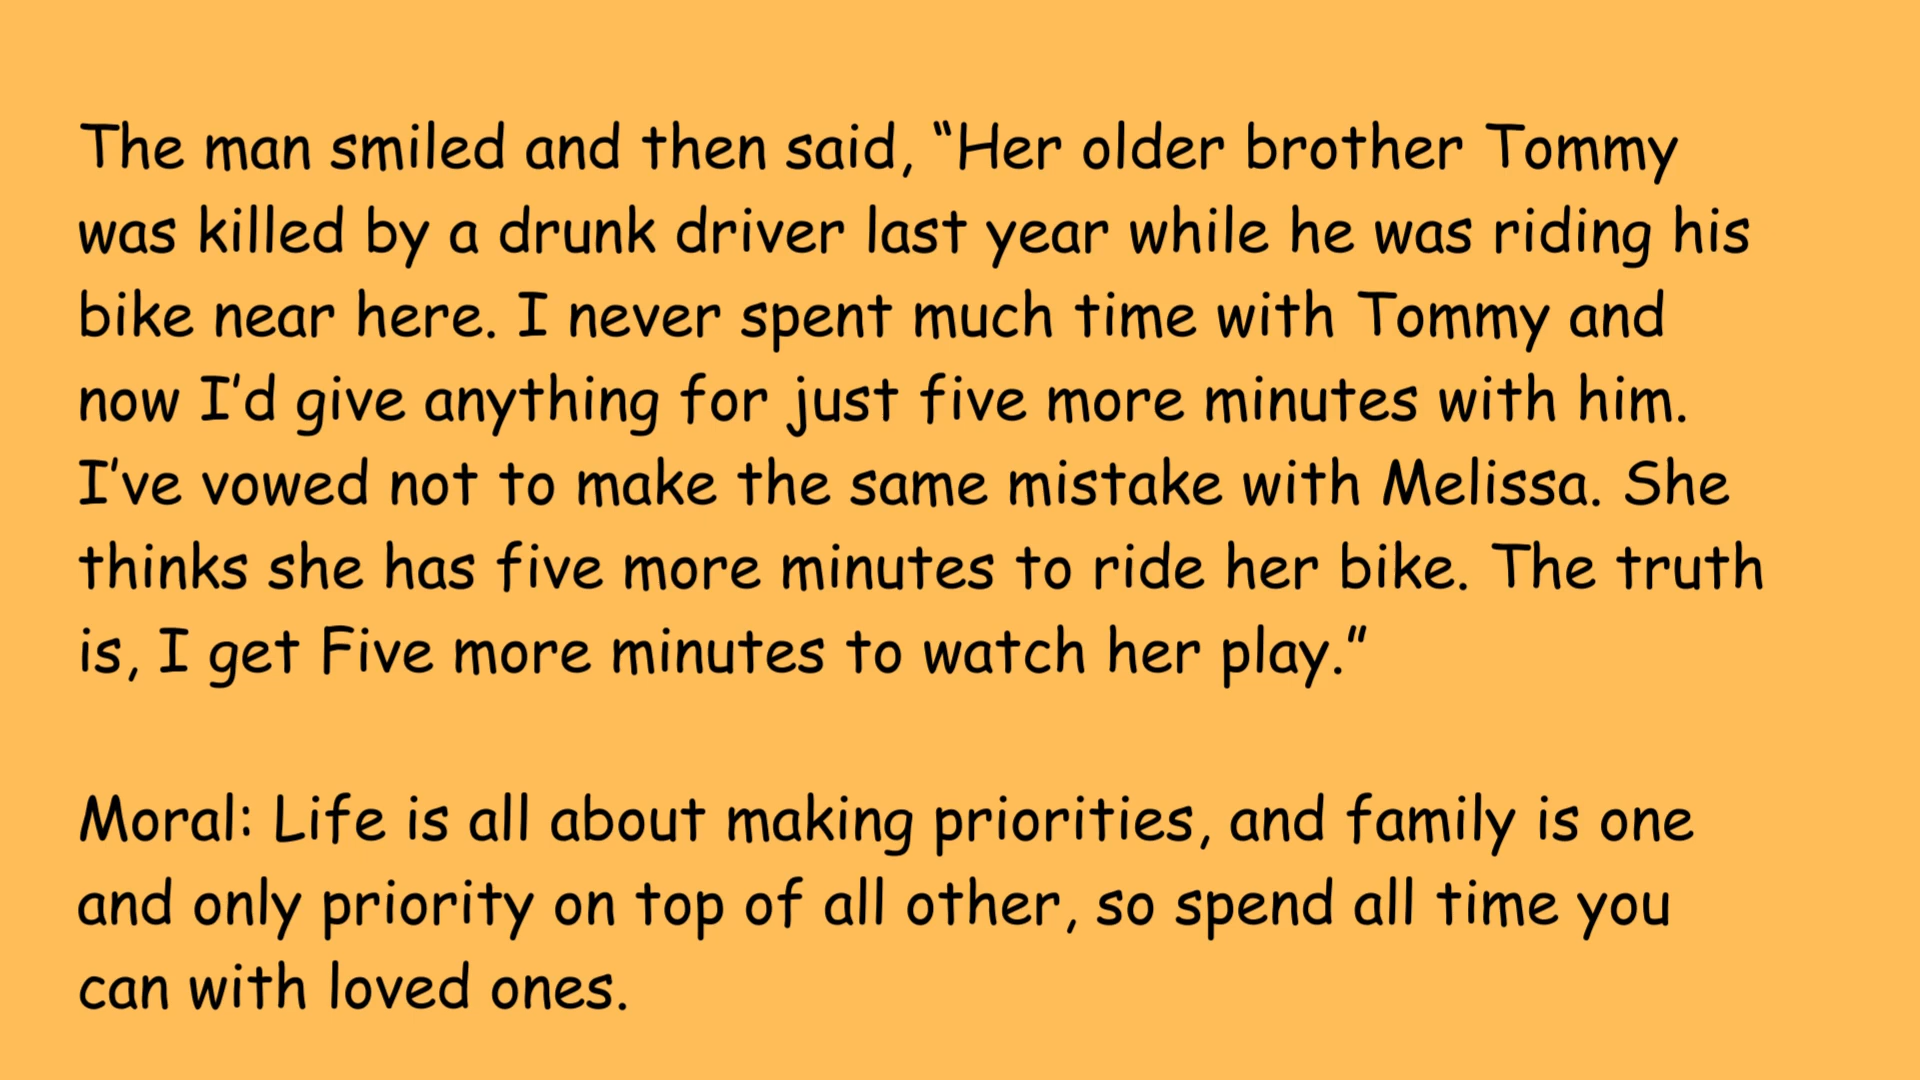 The man smiled and then said, “Her older brother Tommy
was killed by a drunk driver last year while he was riding his
bike near here. I never spent much time with Tommy and
now I’d give anything for just five more minutes with him.
I’ve vowed not to make the same mistake with Melissa. She
thinks she has five more minutes to ride her bike. The truth
is, I get Five more minutes to watch her play.”
Moral: Life is all about making priorities, and family is one
and only priority on top of all other, so spend all time you
can with loved ones.